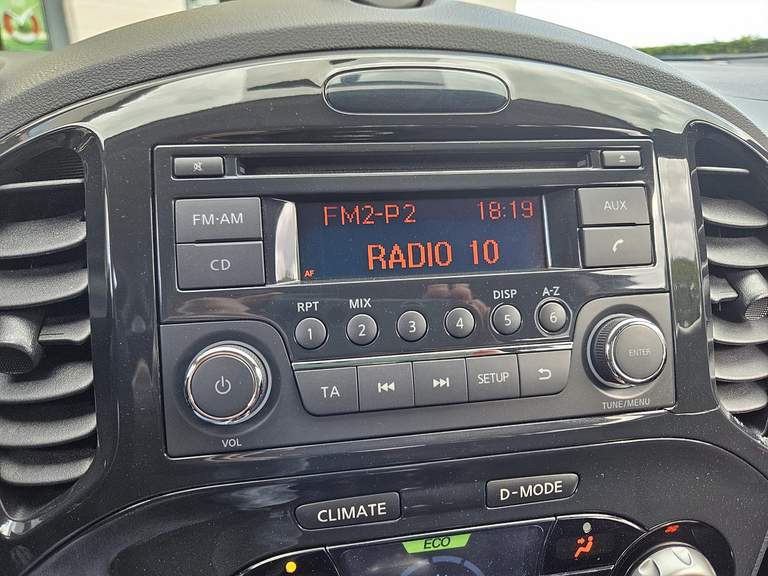 FM2-P2 18:19
RADIO 10
AF
FM·AM
CD
AUX
RPT MIX DISP A-Z
1 2 3 4 5 6
TA SETUP
ENTER
VOL
TUNE/MENU
CLIMATE
D-MODE
ECO